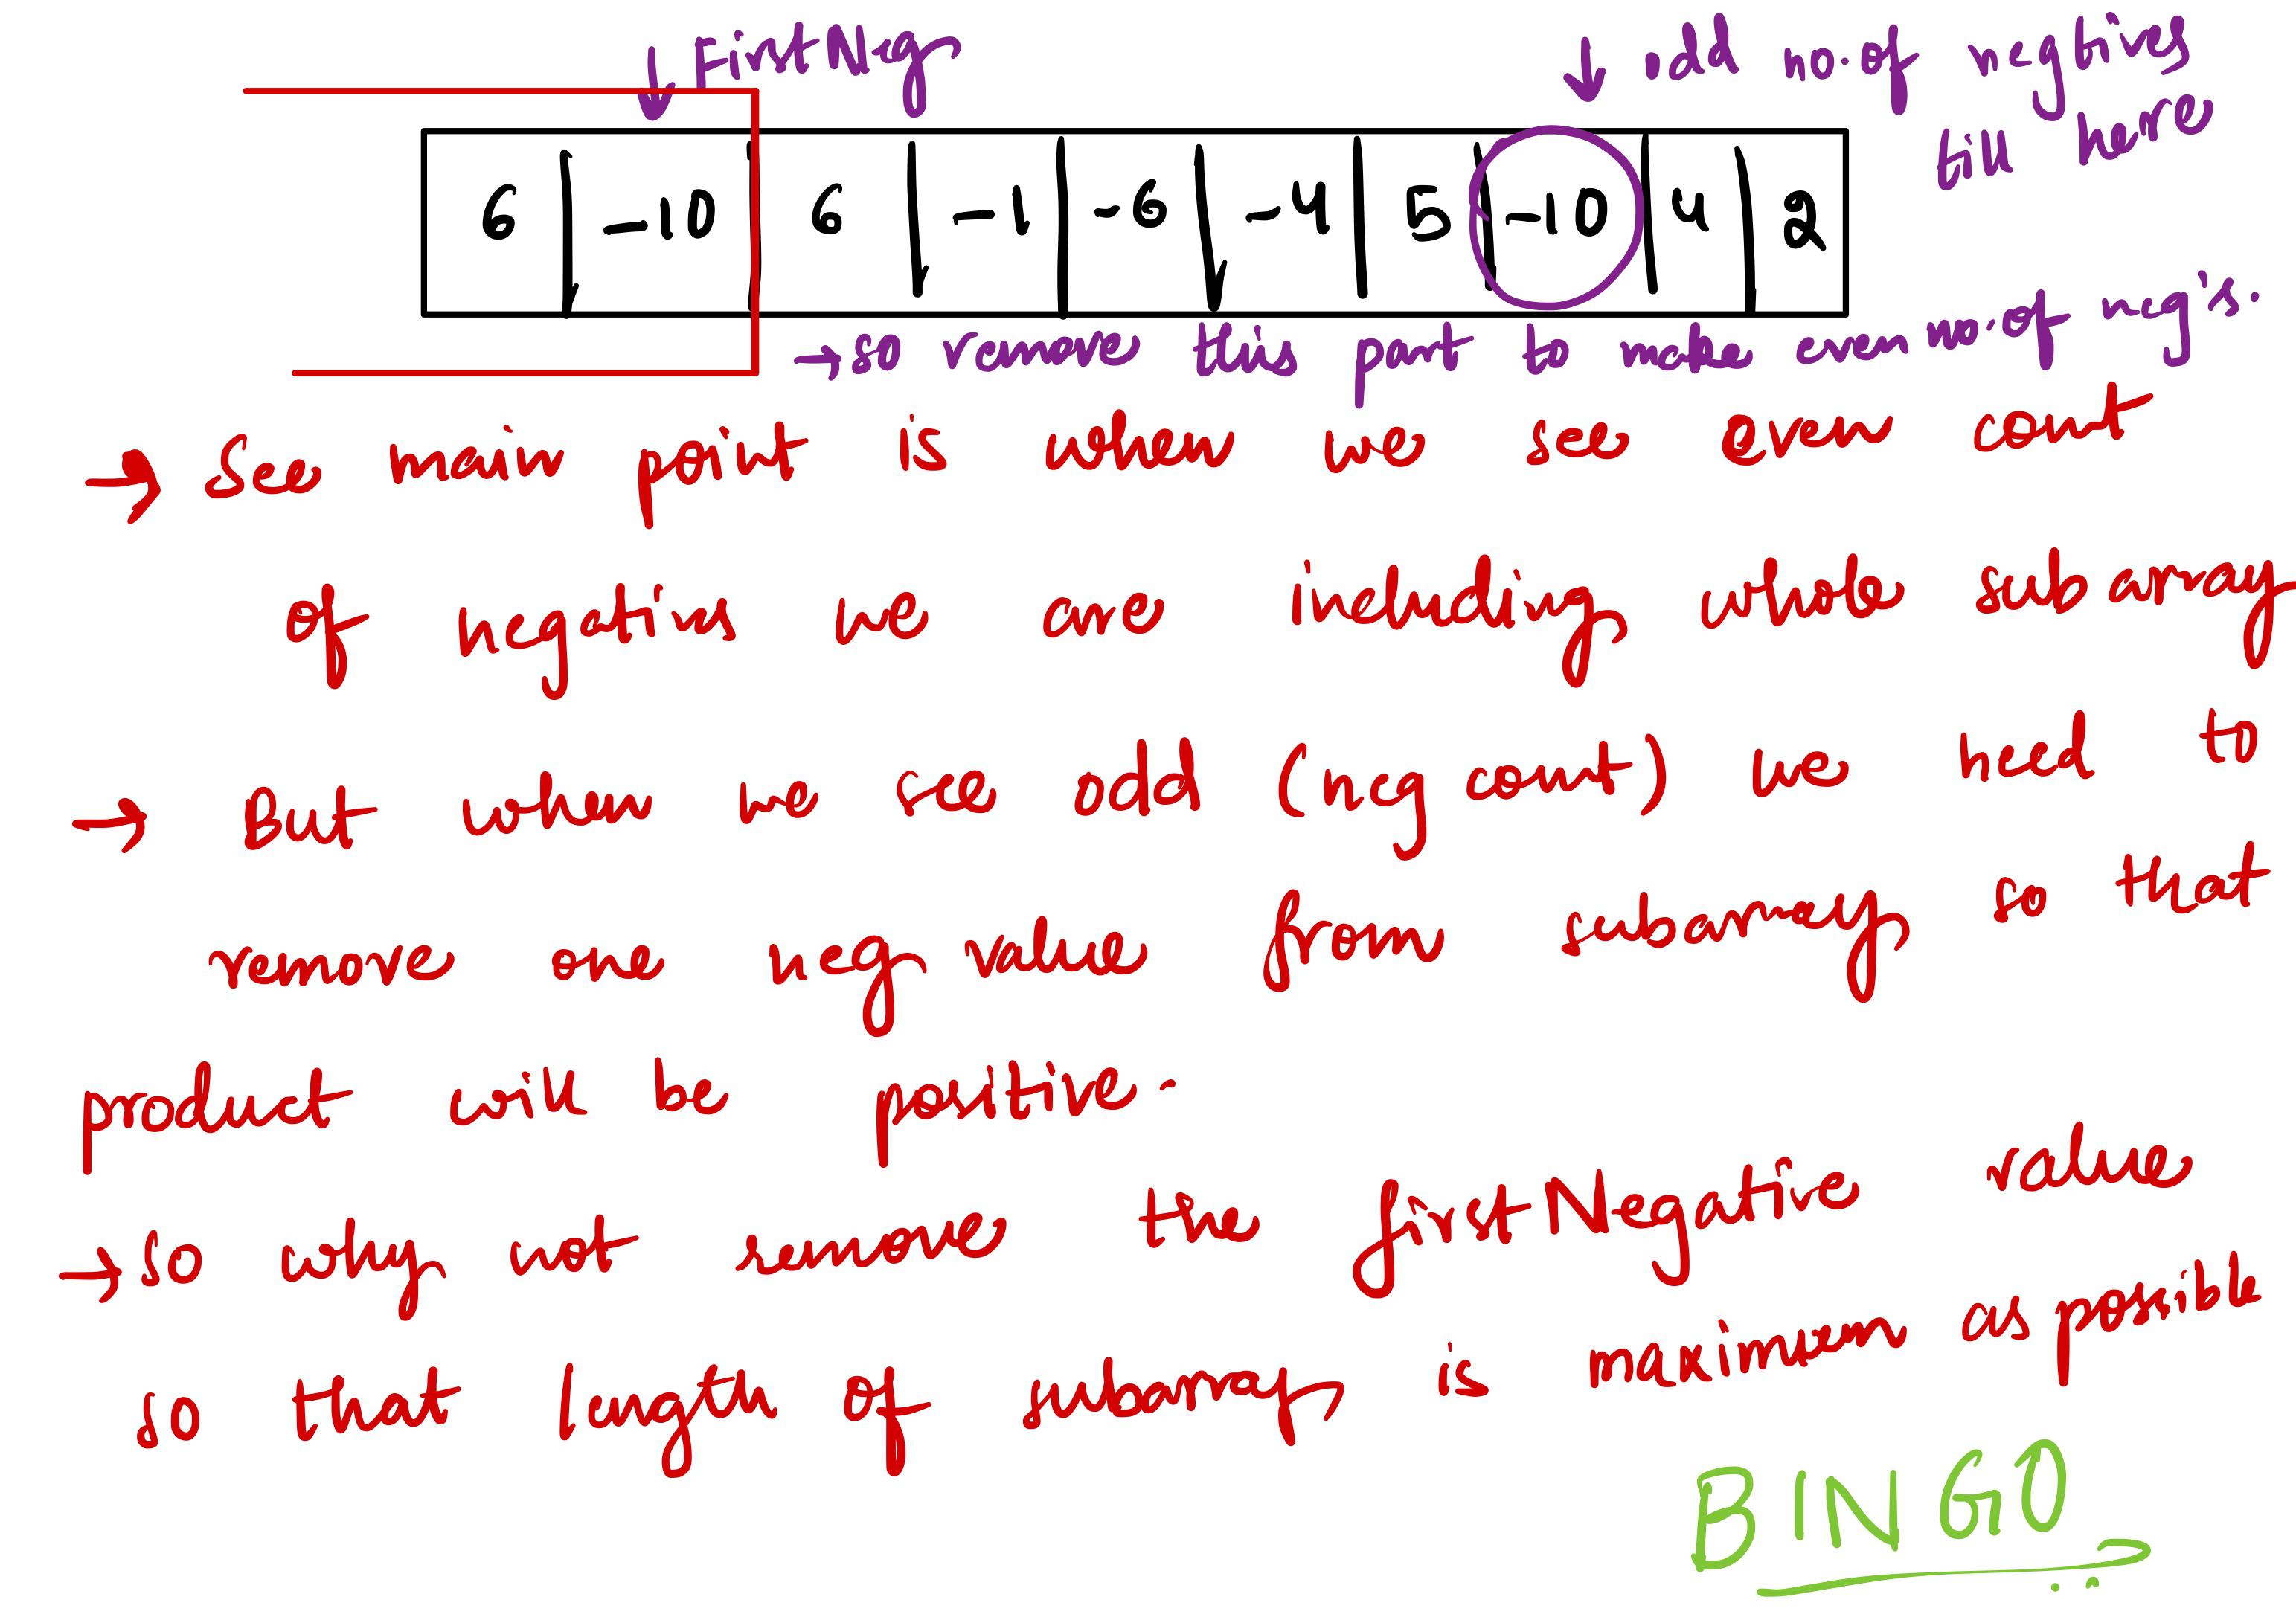 ↓ FirstNeg
↓ odd no. of negtives
till here
6 | -10 | 6 | -1 | -6 | -4 | 5 | -10 | 4 | 2
→ so remove this part to make even no. of neg's.
→ See main point is when we see even count
of negatives we are including whole subarray
→ But when we see odd (neg count) we need to
remove one neg value from subarray, so that
product will be positive.
→ so why not remove the firstNegative value
so that length of subarray is maximum as possible
BINGO